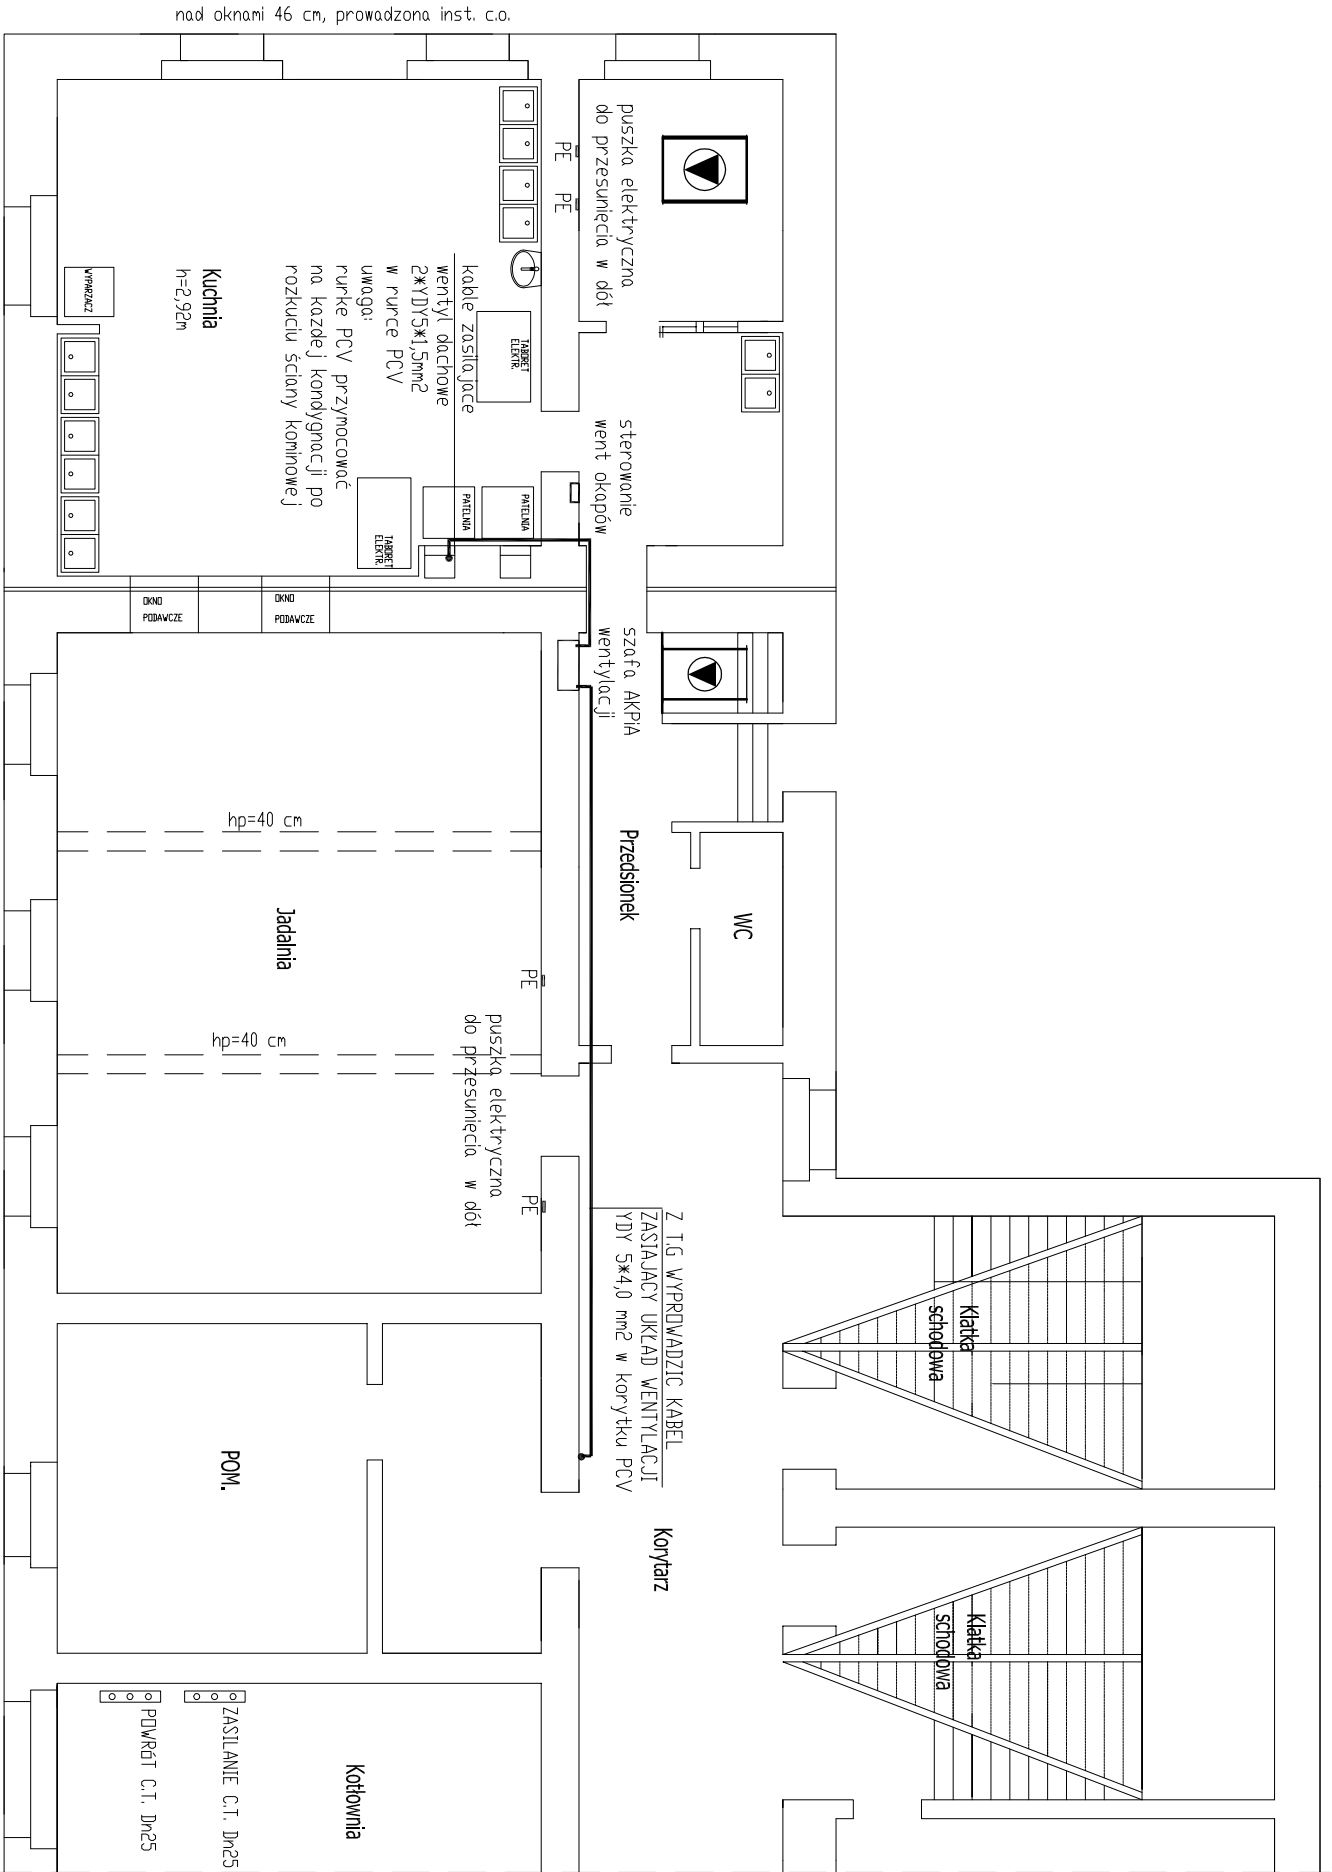 nad oknami 46 cm, prowadzona inst. c.o.
puszka elektryczna
do przesunięcia w dół
PE
PE
kable zasilajace
wentyl dachowe
2*YDY5*1,5mm2
w rurce PCV
uwaga:
rurke PCV przymocować
na kazdej kondygnacji po
rozkuciu ściany kominowej
Kuchnia
h=2,92m
WYPARZACZ
TABORET
ELEKTR.
sterowanie
went okapów
PATELNIA
PATELNIA
TABORET
ELEKTR.
OKNO
PODAWCZE
OKNO
PODAWCZE
szafa AKPiA
wentylacji
Przedsionek
WC
hp=40 cm
Jadalnia
hp=40 cm
PE
puszka elektryczna
do przesunięcia w dół
PE
Z T.G WYPROWADZIC KABEL
ZASIAJACY UKŁAD WENTYLACJI
YDY 5*4,0 mm2 w korytku PCV
Klatka
schodowa
Korytarz
POM.
Klatka
schodowa
Kotłownia
ZASILANIE C.T. Dn25
POWRÓT C.T. Dn25